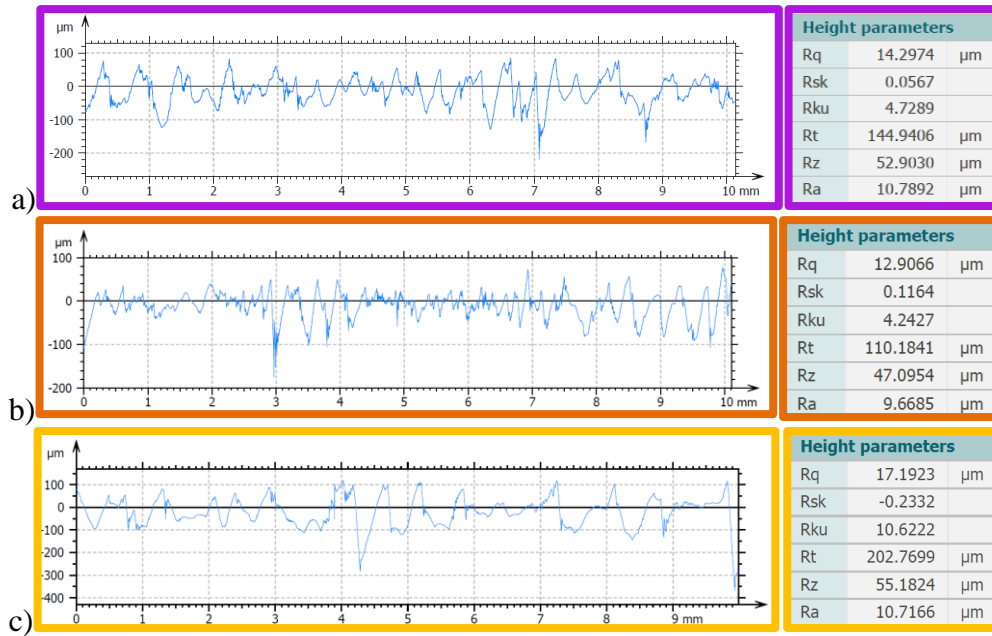 µm
100
0
-100
-200
0 1 2 3 4 5 6 7 8 9 10 mm
a)
Height parameters
Rq 14.2974 µm
Rsk 0.0567
Rku 4.7289
Rt 144.9406 µm
Rz 52.9030 µm
Ra 10.7892 µm
µm
100
0
-100
-200
0 1 2 3 4 5 6 7 8 9 10 mm
b)
Height parameters
Rq 12.9066 µm
Rsk 0.1164
Rku 4.2427
Rt 110.1841 µm
Rz 47.0954 µm
Ra 9.6685 µm
µm
100
0
-100
-200
-300
-400
0 1 2 3 4 5 6 7 8 9 mm
c)
Height parameters
Rq 17.1923 µm
Rsk -0.2332
Rku 10.6222
Rt 202.7699 µm
Rz 55.1824 µm
Ra 10.7166 µm